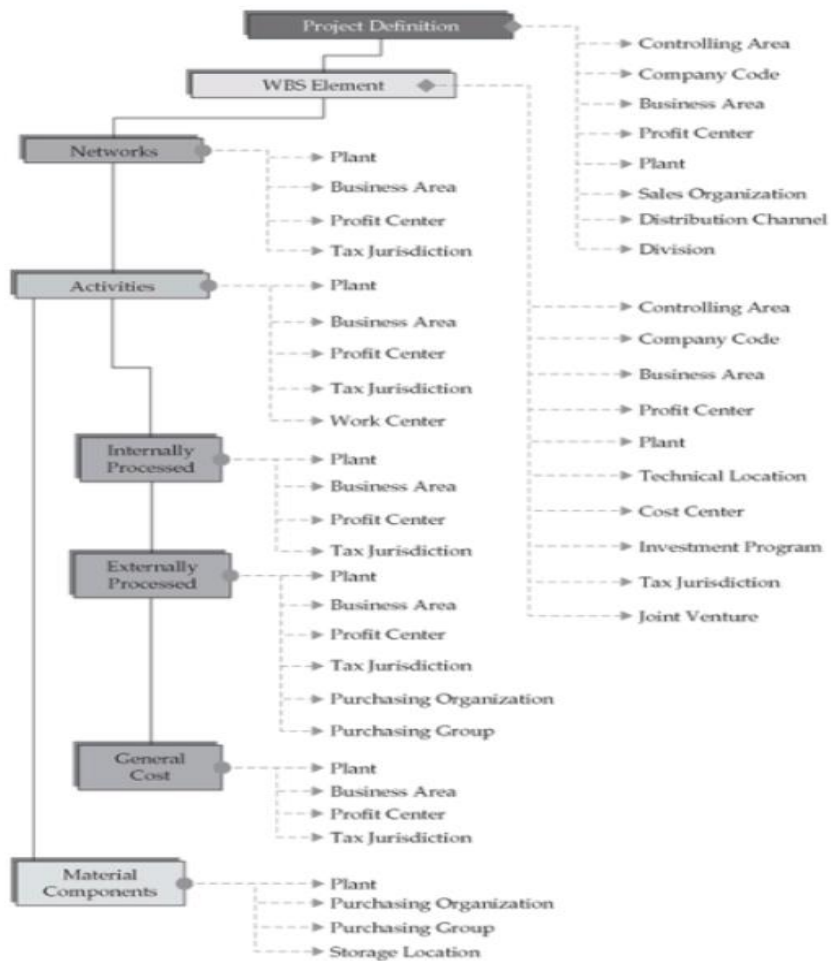 Project Definition
Controlling Area
Company Code
Business Area
Profit Center
Plant
Sales Organization
Distribution Channel
Division
WBS Element
Controlling Area
Company Code
Business Area
Profit Center
Plant
Technical Location
Cost Center
Investment Program
Tax Jurisdiction
Joint Venture
Networks
Plant
Business Area
Profit Center
Tax Jurisdiction
Activities
Plant
Business Area
Profit Center
Tax Jurisdiction
Work Center
Internally
Processed
Plant
Business Area
Profit Center
Tax Jurisdiction
Externally
Processed
Plant
Business Area
Profit Center
Tax Jurisdiction
Purchasing Organization
Purchasing Group
General
Cost
Plant
Business Area
Profit Center
Tax Jurisdiction
Material
Components
Plant
Purchasing Organization
Purchasing Group
Storage Location